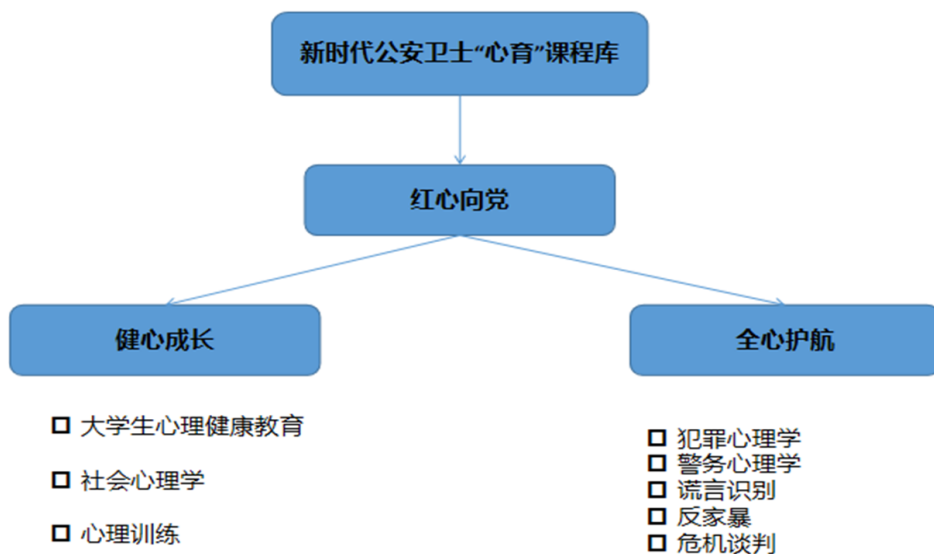 新时代公安卫士“心育”课程库
红心向党
健心成长
全心护航
大学生心理健康教育
社会心理学
心理训练
犯罪心理学
警务心理学
谎言识别
反家暴
危机谈判